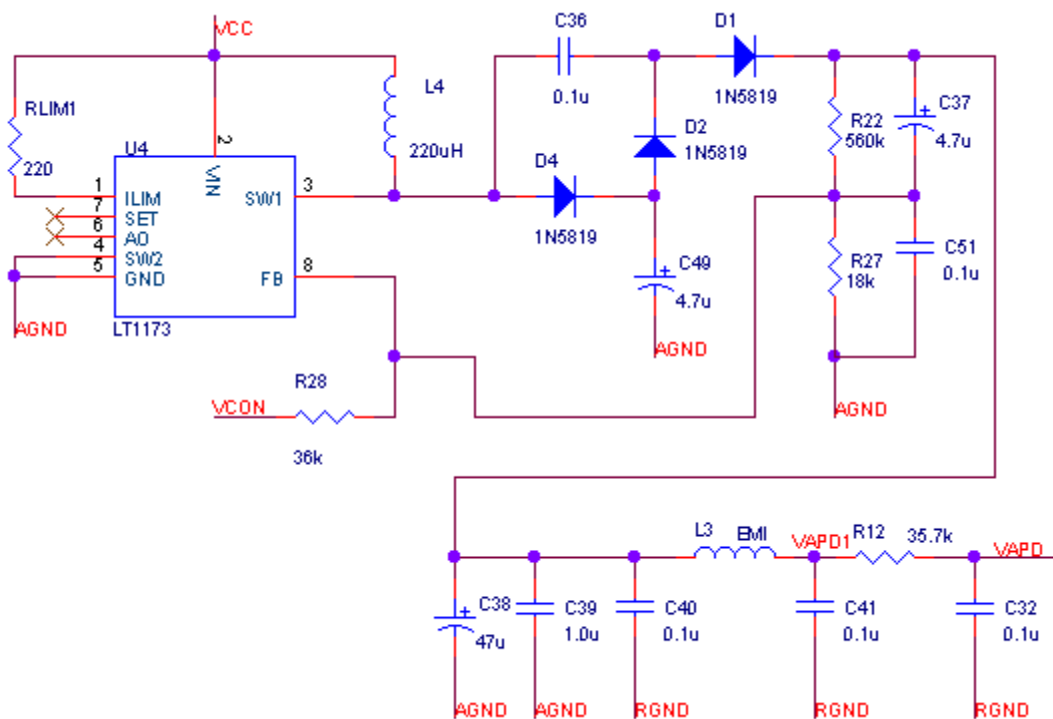 VCC
C36
0.1u
D1
1N5819
RLIM1
220
L4
220uH
R22
560k
C37
4.7u
U4
2
VIN
1
ILIM
7
SET
6
A0
4
SW2
5
GND
3
SW1
8
FB
LT1173
AGND
D2
1N5819
D4
1N5819
C49
4.7u
AGND
R27
18k
C51
0.1u
AGND
VCON
R28
36k
L3
EMI
VAPD1
R12
35.7k
VAPD
C38
47u
C39
1.0u
C40
0.1u
C41
0.1u
C32
0.1u
AGND
AGND
RGND
RGND
RGND